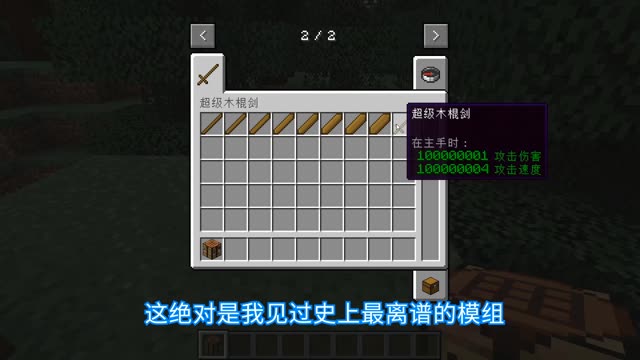 2 / 2
超级木棍剑
超级木棍剑
在主手时：
100000001 攻击伤害
100000004 攻击速度
这绝对是我见过史上最离谱的模组